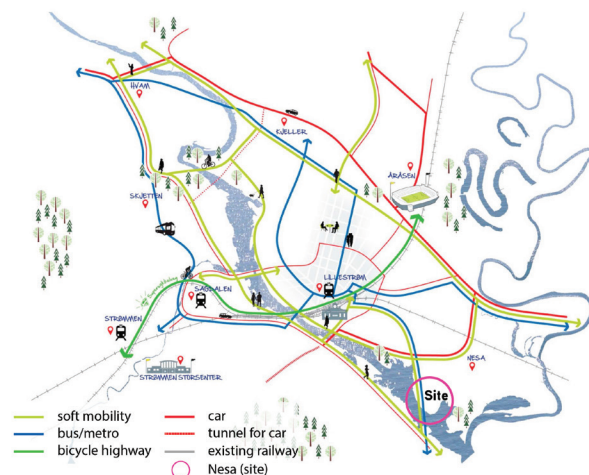 HVAM
KJELLER
ÅRÅSEN
SKJETTEN
LILLESTRØM
SAGDALEN
STRØMMEN
STRØMMEN STORSENTER
NESA
Site
soft mobility
bus/metro
bicycle highway
car
tunnel for car
existing railway
Nesa (site)